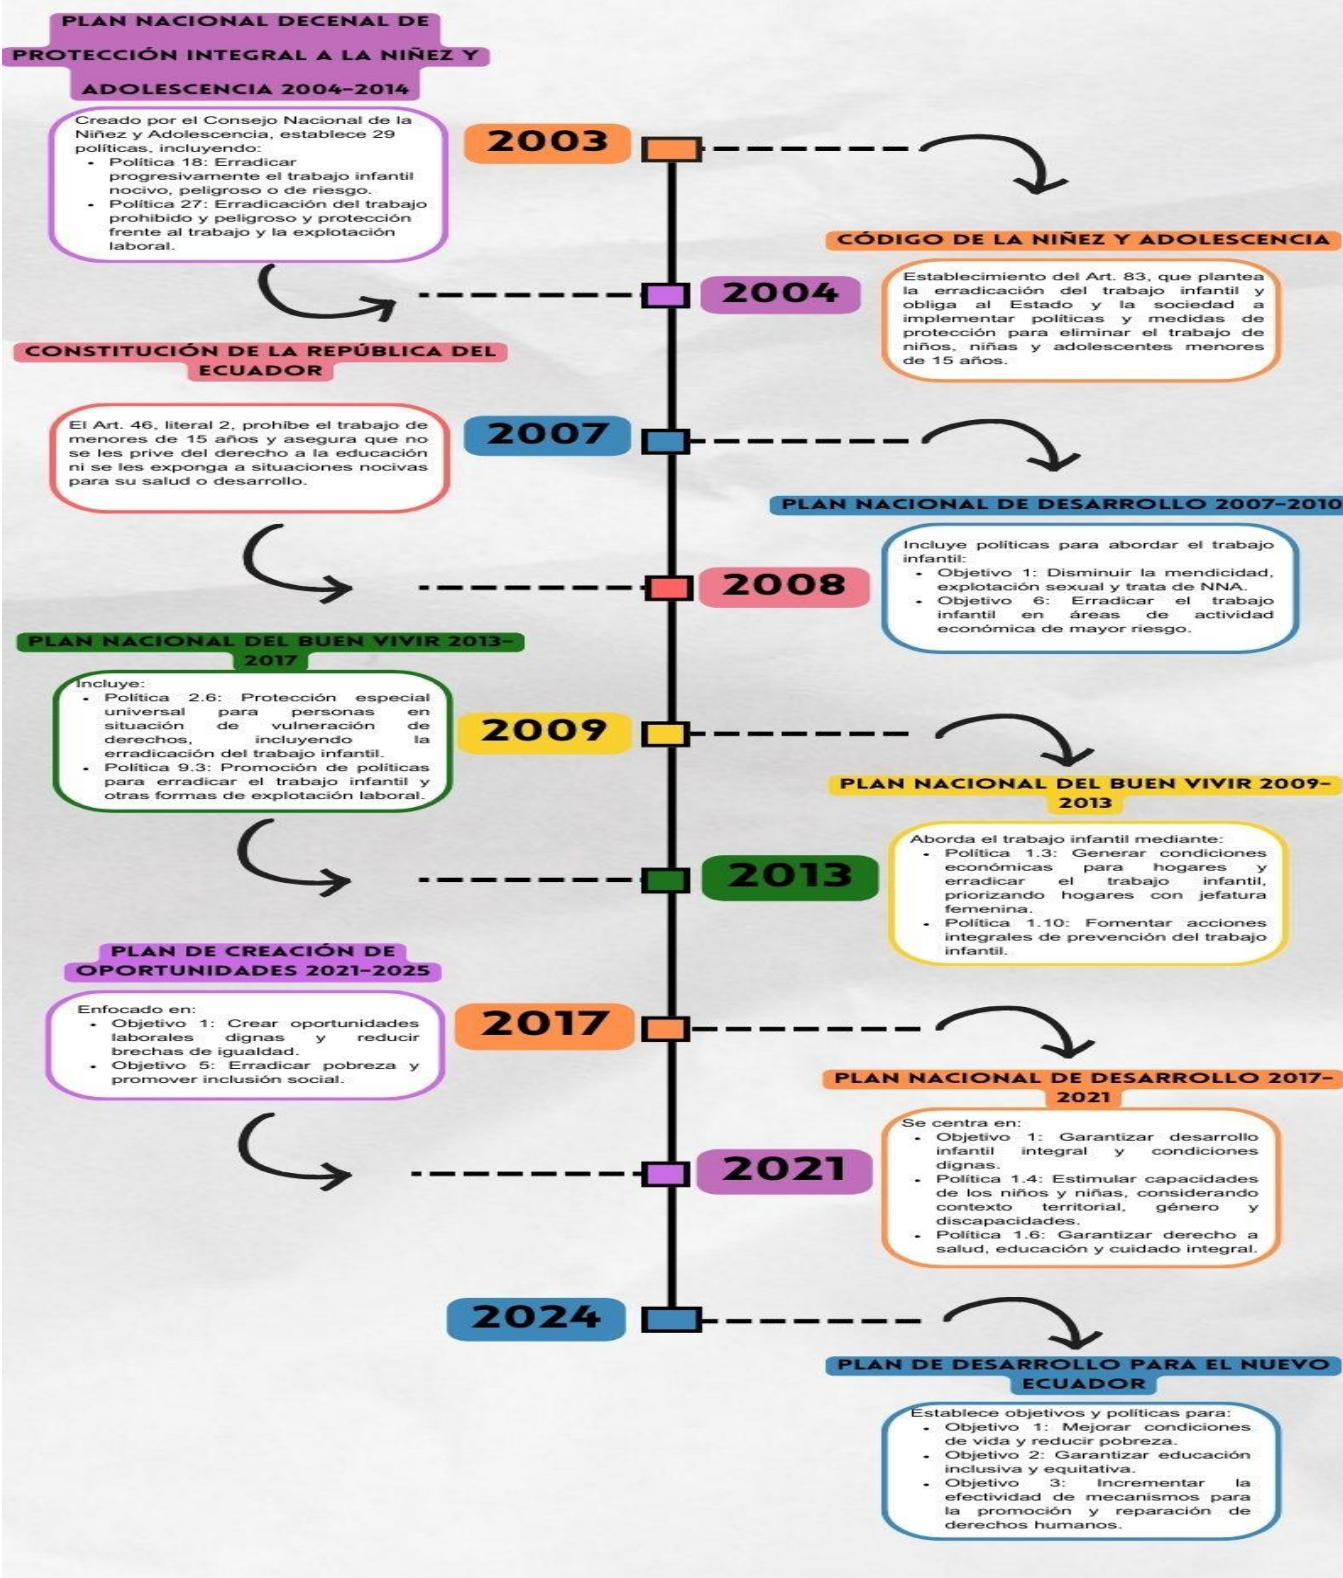 PLAN NACIONAL DECENAL DE
PROTECCIÓN INTEGRAL A LA NIÑEZ Y
ADOLESCENCIA 2004-2014
Creado por el Consejo Nacional de la
Niñez y Adolescencia, establece 29
políticas, incluyendo:
• Política 18: Erradicar
progresivamente el trabajo infantil
nocivo, peligroso o de riesgo.
• Política 27: Erradicación del trabajo
prohibido y peligroso y protección
frente al trabajo y la explotación
laboral.
2003
CÓDIGO DE LA NIÑEZ Y ADOLESCENCIA
Establecimiento del Art. 83, que plantea
la erradicación del trabajo infantil y
obliga al Estado y la sociedad a
implementar políticas y medidas de
protección para eliminar el trabajo de
niños, niñas y adolescentes menores
de 15 años.
2004
CONSTITUCIÓN DE LA REPÚBLICA DEL
ECUADOR
El Art. 46, literal 2, prohíbe el trabajo de
menores de 15 años y asegura que no
se les prive del derecho a la educación
ni se les exponga a situaciones nocivas
para su salud o desarrollo.
2007
PLAN NACIONAL DE DESARROLLO 2007-2010
Incluye políticas para abordar el trabajo
infantil:
• Objetivo 1: Disminuir la mendicidad,
explotación sexual y trata de NNA.
• Objetivo 6: Erradicar el trabajo
infantil en áreas de actividad
económica de mayor riesgo.
2008
PLAN NACIONAL DEL BUEN VIVIR 2013-
2017
Incluye:
• Política 2.6: Protección especial
universal para personas en
situación de vulneración de
derechos, incluyendo la
erradicación del trabajo infantil.
• Política 9.3: Promoción de políticas
para erradicar el trabajo infantil y
otras formas de explotación laboral.
2009
PLAN NACIONAL DEL BUEN VIVIR 2009-
2013
Aborda el trabajo infantil mediante:
• Política 1.3: Generar condiciones
económicas para hogares y
erradicar el trabajo infantil,
priorizando hogares con jefatura
femenina.
• Política 1.10: Fomentar acciones
integrales de prevención del trabajo
infantil.
2013
PLAN DE CREACIÓN DE
OPORTUNIDADES 2021-2025
Enfocado en:
• Objetivo 1: Crear oportunidades
laborales dignas y reducir
brechas de igualdad.
• Objetivo 5: Erradicar pobreza y
promover inclusión social.
2017
PLAN NACIONAL DE DESARROLLO 2017-
2021
Se centra en:
• Objetivo 1: Garantizar desarrollo
infantil integral y condiciones
dignas.
• Política 1.4: Estimular capacidades
de los niños y niñas, considerando
contexto territorial, género y
discapacidades.
• Política 1.6: Garantizar derecho a
salud, educación y cuidado integral.
2021
2024
PLAN DE DESARROLLO PARA EL NUEVO
ECUADOR
Establece objetivos y políticas para:
• Objetivo 1: Mejorar condiciones
de vida y reducir pobreza.
• Objetivo 2: Garantizar educación
inclusiva y equitativa.
• Objetivo 3: Incrementar la
efectividad de mecanismos para
la promoción y reparación de
derechos humanos.